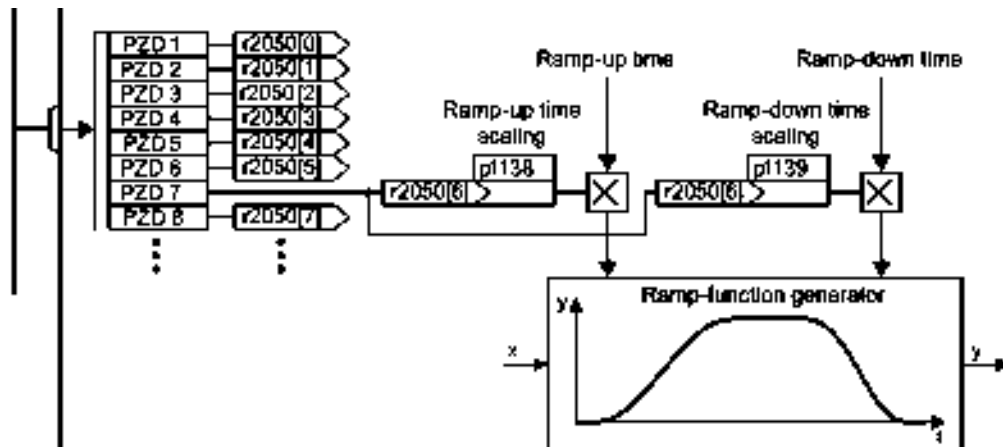 PZD 1 r2050[0]
PZD 2 r2050[1]
PZD 3 r2050[2]
PZD 4 r2050[3]
PZD 5 r2050[4]
PZD 6 r2050[5]
PZD 7
PZD 8 r2050[7]
Ramp-up time
Ramp-up time
scaling
p1138
r2050[6]
Ramp-down time
Ramp-down time
scaling
p1139
r2050[6]
Ramp-function generator
y
x
y
t